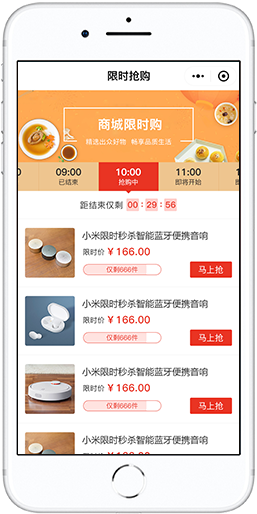 限时抢购
商城限时购
精选出众好物 畅享品质生活
0 09:00 10:00 11:00
已结束 抢购中 即将开始
距结束仅剩 00 : 29 : 56
小米限时秒杀智能蓝牙便携音响
限时价 ¥ 166.00
仅剩666件 马上抢
小米限时秒杀智能蓝牙便携音响
限时价 ¥ 166.00
仅剩666件 马上抢
小米限时秒杀智能蓝牙便携音响
限时价 ¥ 166.00
仅剩666件 马上抢
小米限时秒杀智能蓝牙便携音响
限时价 ¥ 166.00